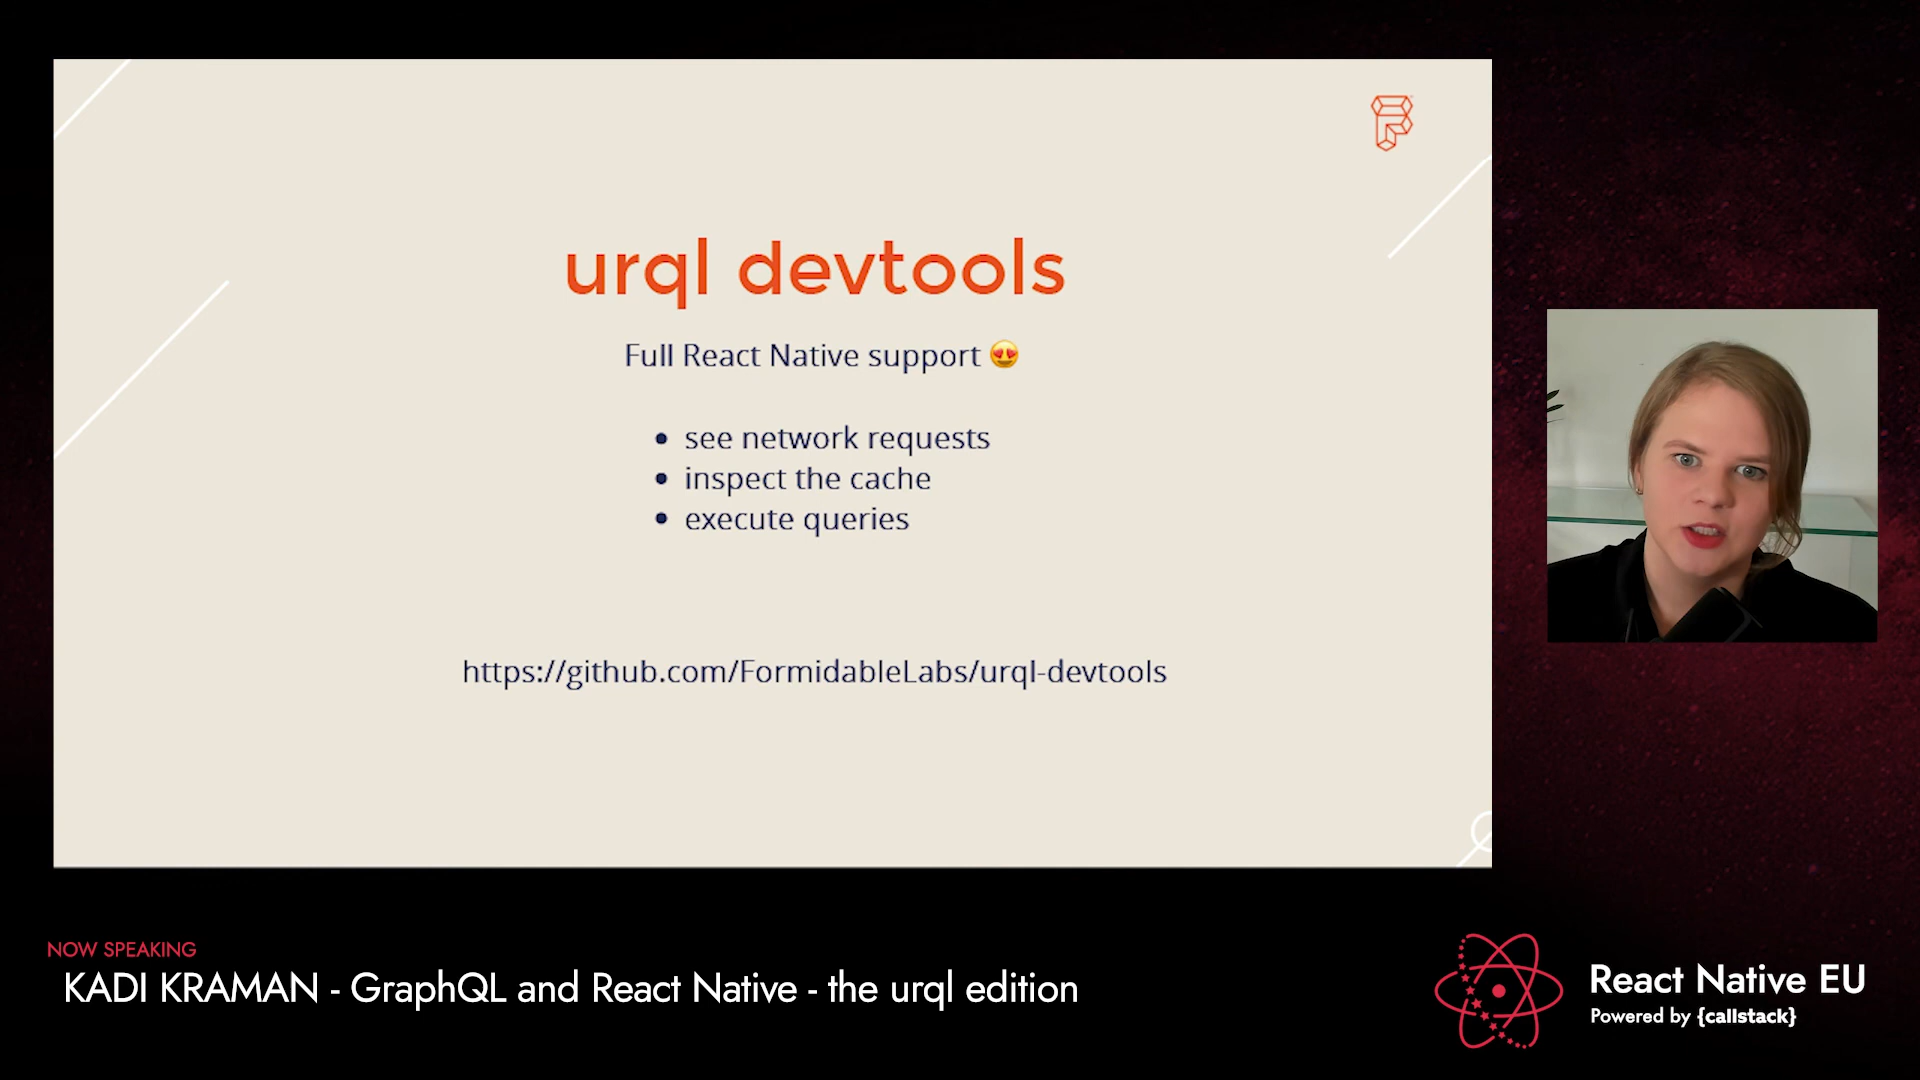 urql devtools
Full React Native support 😍
• see network requests
• inspect the cache
• execute queries
https://github.com/FormidableLabs/urql-devtools
NOW SPEAKING
KADI KRAMAN - GraphQL and React Native - the urql edition
React Native EU
Powered by {callstack}